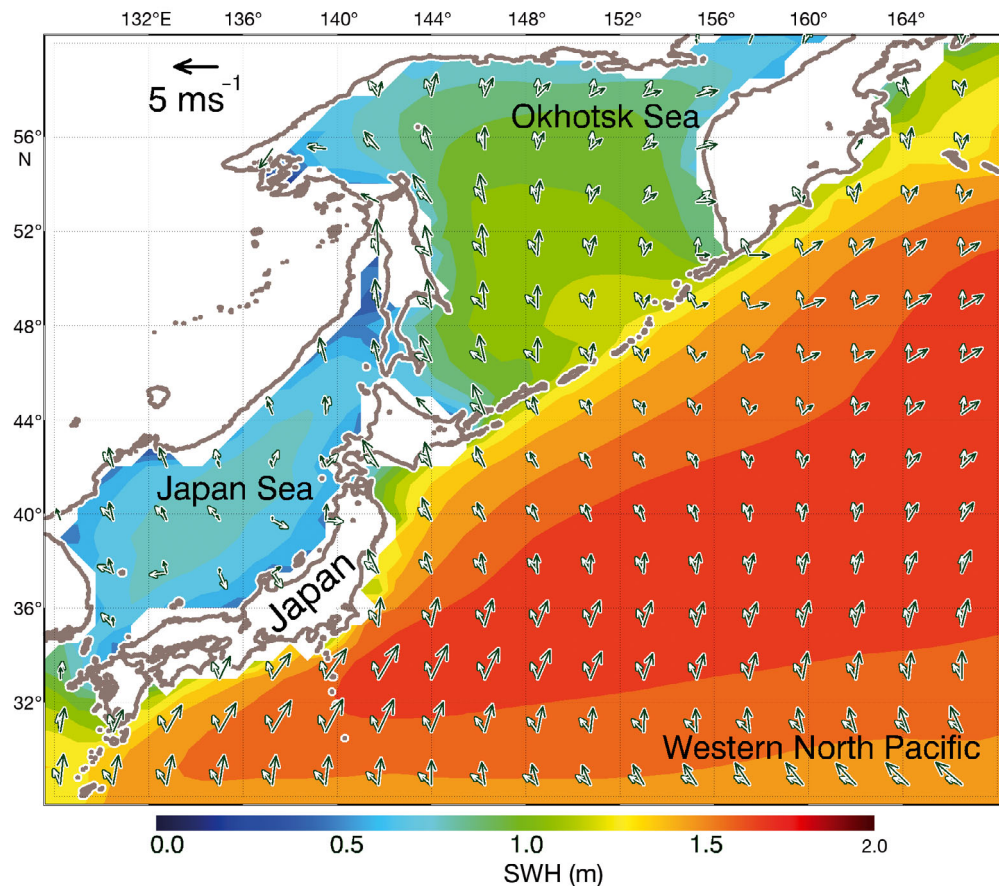 132°E 136° 140° 144° 148° 152° 156° 160° 164°
5 ms⁻¹
Okhotsk Sea
56°
N
52°
48°
44°
Japan Sea
40°
Japan
36°
32°
Western North Pacific
0.0 0.5 1.0 1.5 2.0
SWH (m)